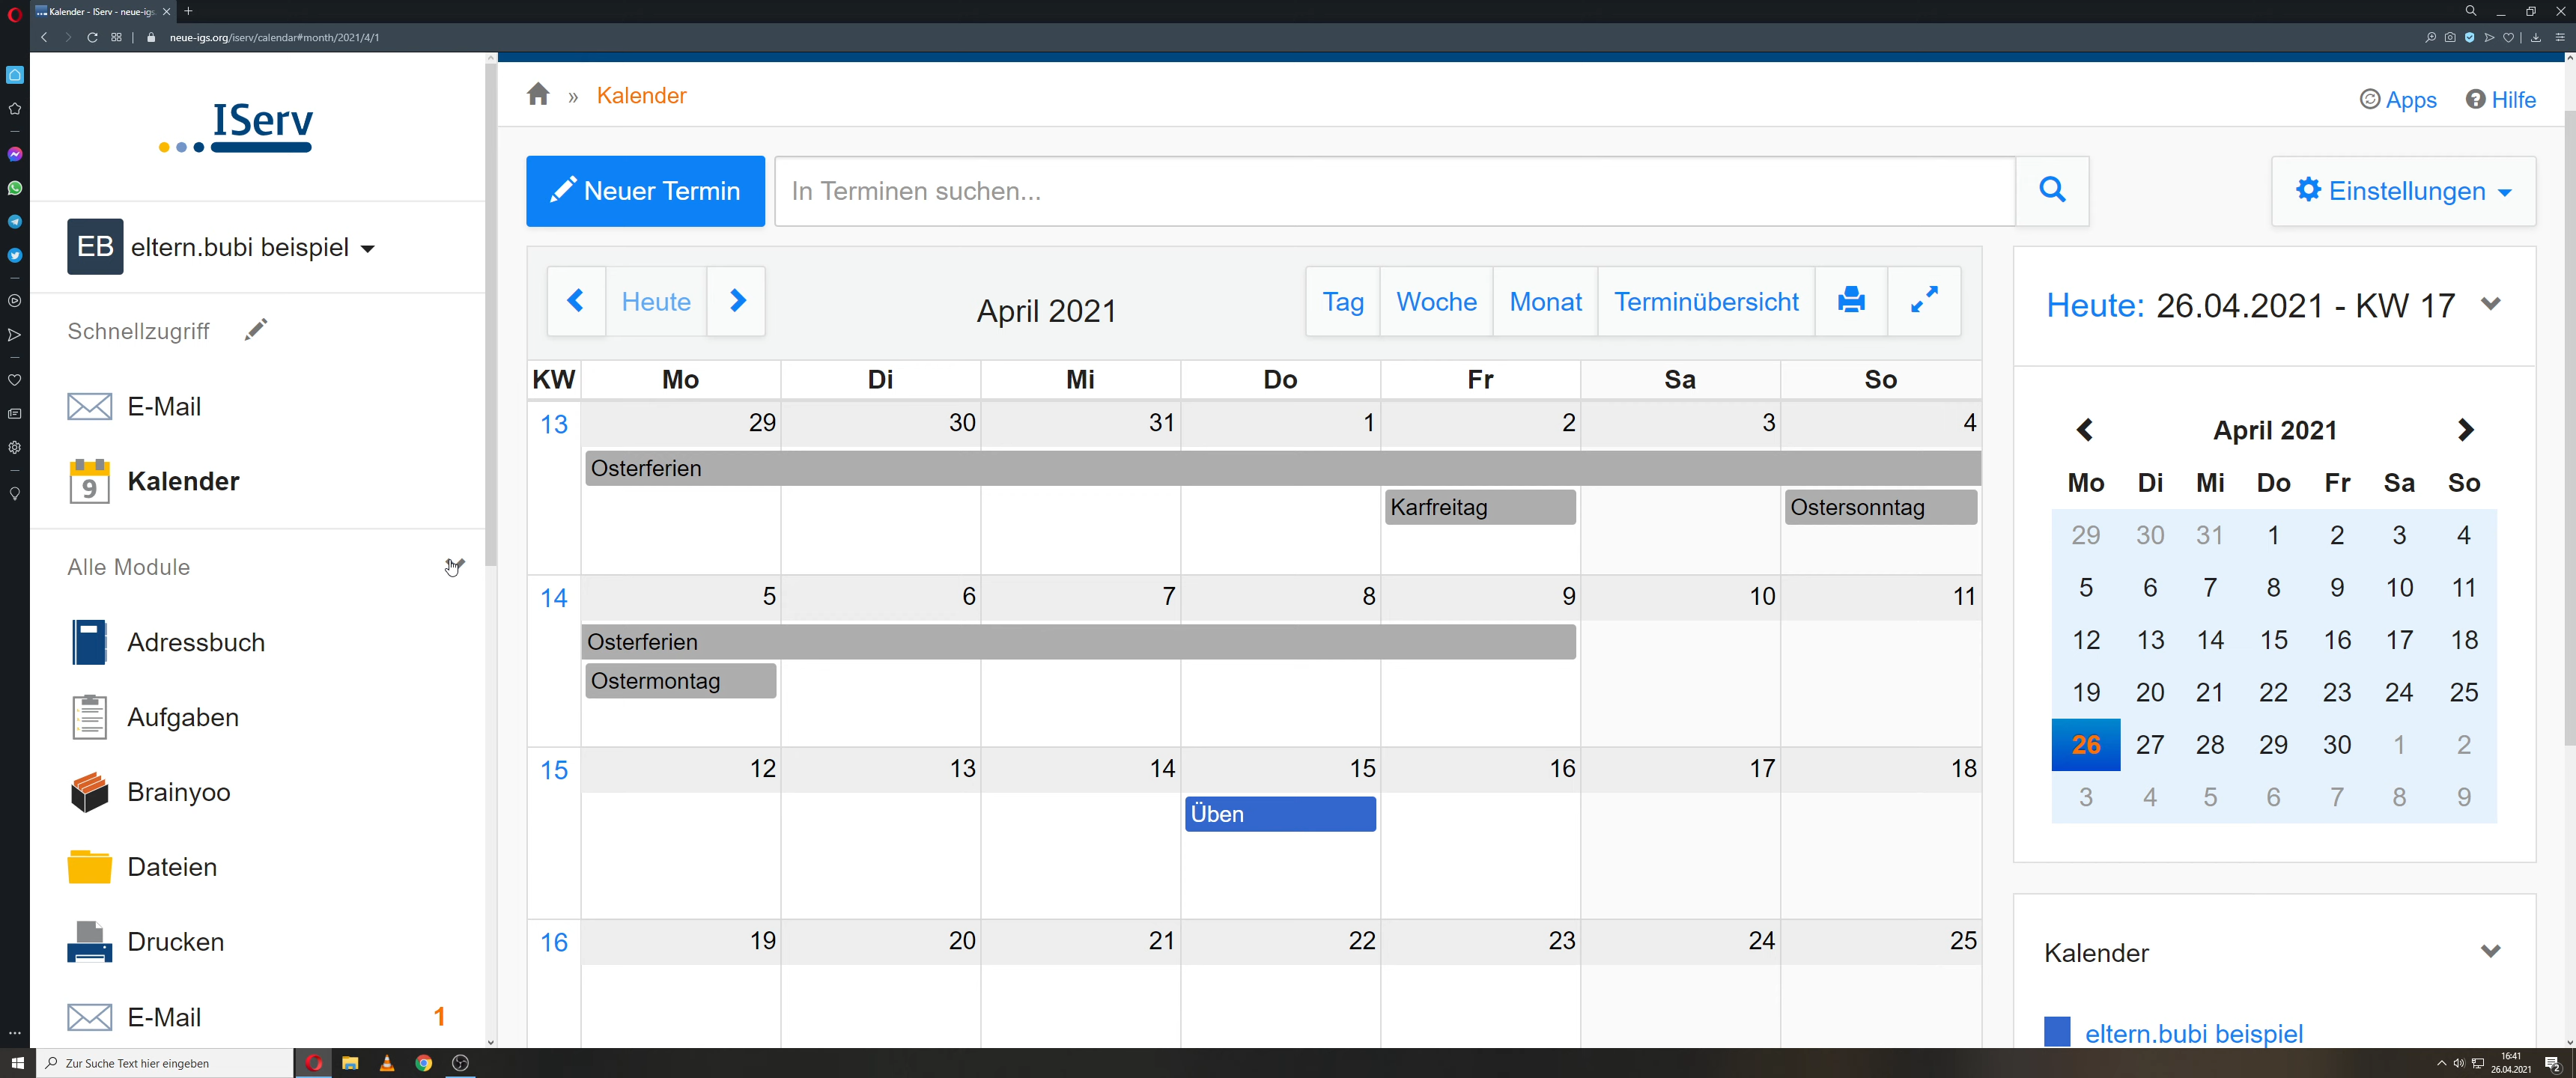 Kalender - IServ - neue-igs.
neue-igs.org/iserv/calendar#month/2021/4/1
IServ
EB eltern.bubi beispiel
Schnellzugriff
E-Mail
9 Kalender
Alle Module
Adressbuch
Aufgaben
Brainyoo
Dateien
Drucken
E-Mail 1
» Kalender
Apps Hilfe
Neuer Termin In Terminen suchen... Einstellungen
Heute April 2021 Tag Woche Monat Terminübersicht
KW Mo Di Mi Do Fr Sa So
13 29 30 31 1 2 3 4
Osterferien
Karfreitag Ostersonntag
14 5 6 7 8 9 10 11
Osterferien
Ostermontag
15 12 13 14 15 16 17 18
Üben
16 19 20 21 22 23 24 25
Heute: 26.04.2021 - KW 17
April 2021
Mo Di Mi Do Fr Sa So
29 30 31 1 2 3 4
5 6 7 8 9 10 11
12 13 14 15 16 17 18
19 20 21 22 23 24 25
26 27 28 29 30 1 2
3 4 5 6 7 8 9
Kalender
eltern.bubi beispiel
Zur Suche Text hier eingeben
16:41
26.04.2021
2